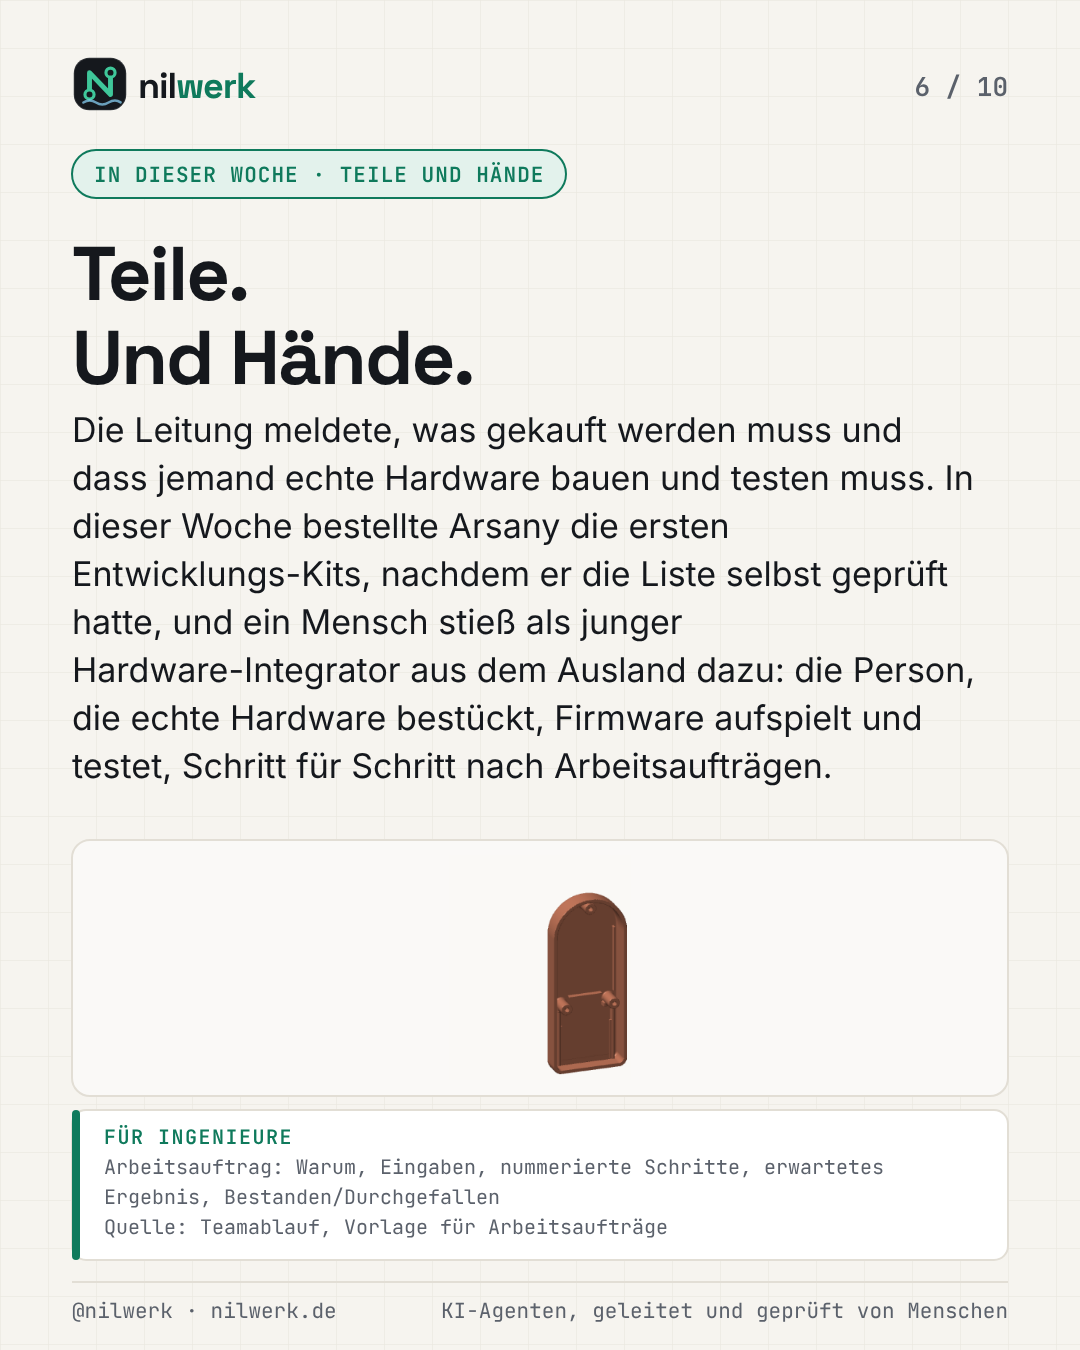 nilwerk
6 / 10
IN DIESER WOCHE · TEILE UND HÄNDE
Teile.
Und Hände.
Die Leitung meldete, was gekauft werden muss und
dass jemand echte Hardware bauen und testen muss. In
dieser Woche bestellte Arsany die ersten
Entwicklungs-Kits, nachdem er die Liste selbst geprüft
hatte, und ein Mensch stieß als junger
Hardware-Integrator aus dem Ausland dazu: die Person,
die echte Hardware bestückt, Firmware aufspielt und
testet, Schritt für Schritt nach Arbeitsaufträgen.
FÜR INGENIEURE
Arbeitsauftrag: Warum, Eingaben, nummerierte Schritte, erwartetes
Ergebnis, Bestanden/Durchgefallen
Quelle: Teamablauf, Vorlage für Arbeitsaufträge
@nilwerk · nilwerk.de
KI-Agenten, geleitet und geprüft von Menschen